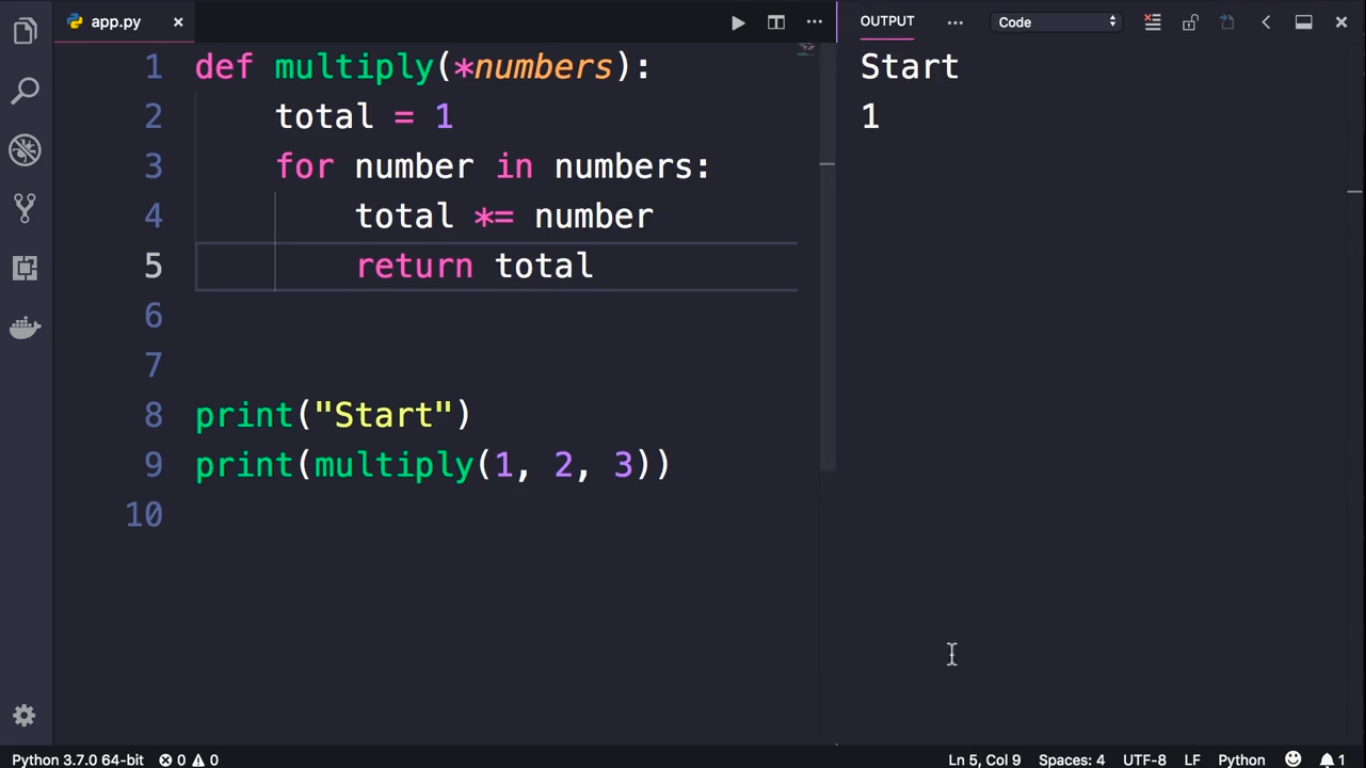 app.py
OUTPUT
Code
1 def multiply(*numbers):
2     total = 1
3     for number in numbers:
4         total *= number
5         return total
6
7
8 print("Start")
9 print(multiply(1, 2, 3))
10
Start
1
Python 3.7.0 64-bit 0 0
Ln 5, Col 9 Spaces: 4 UTF-8 LF Python 1